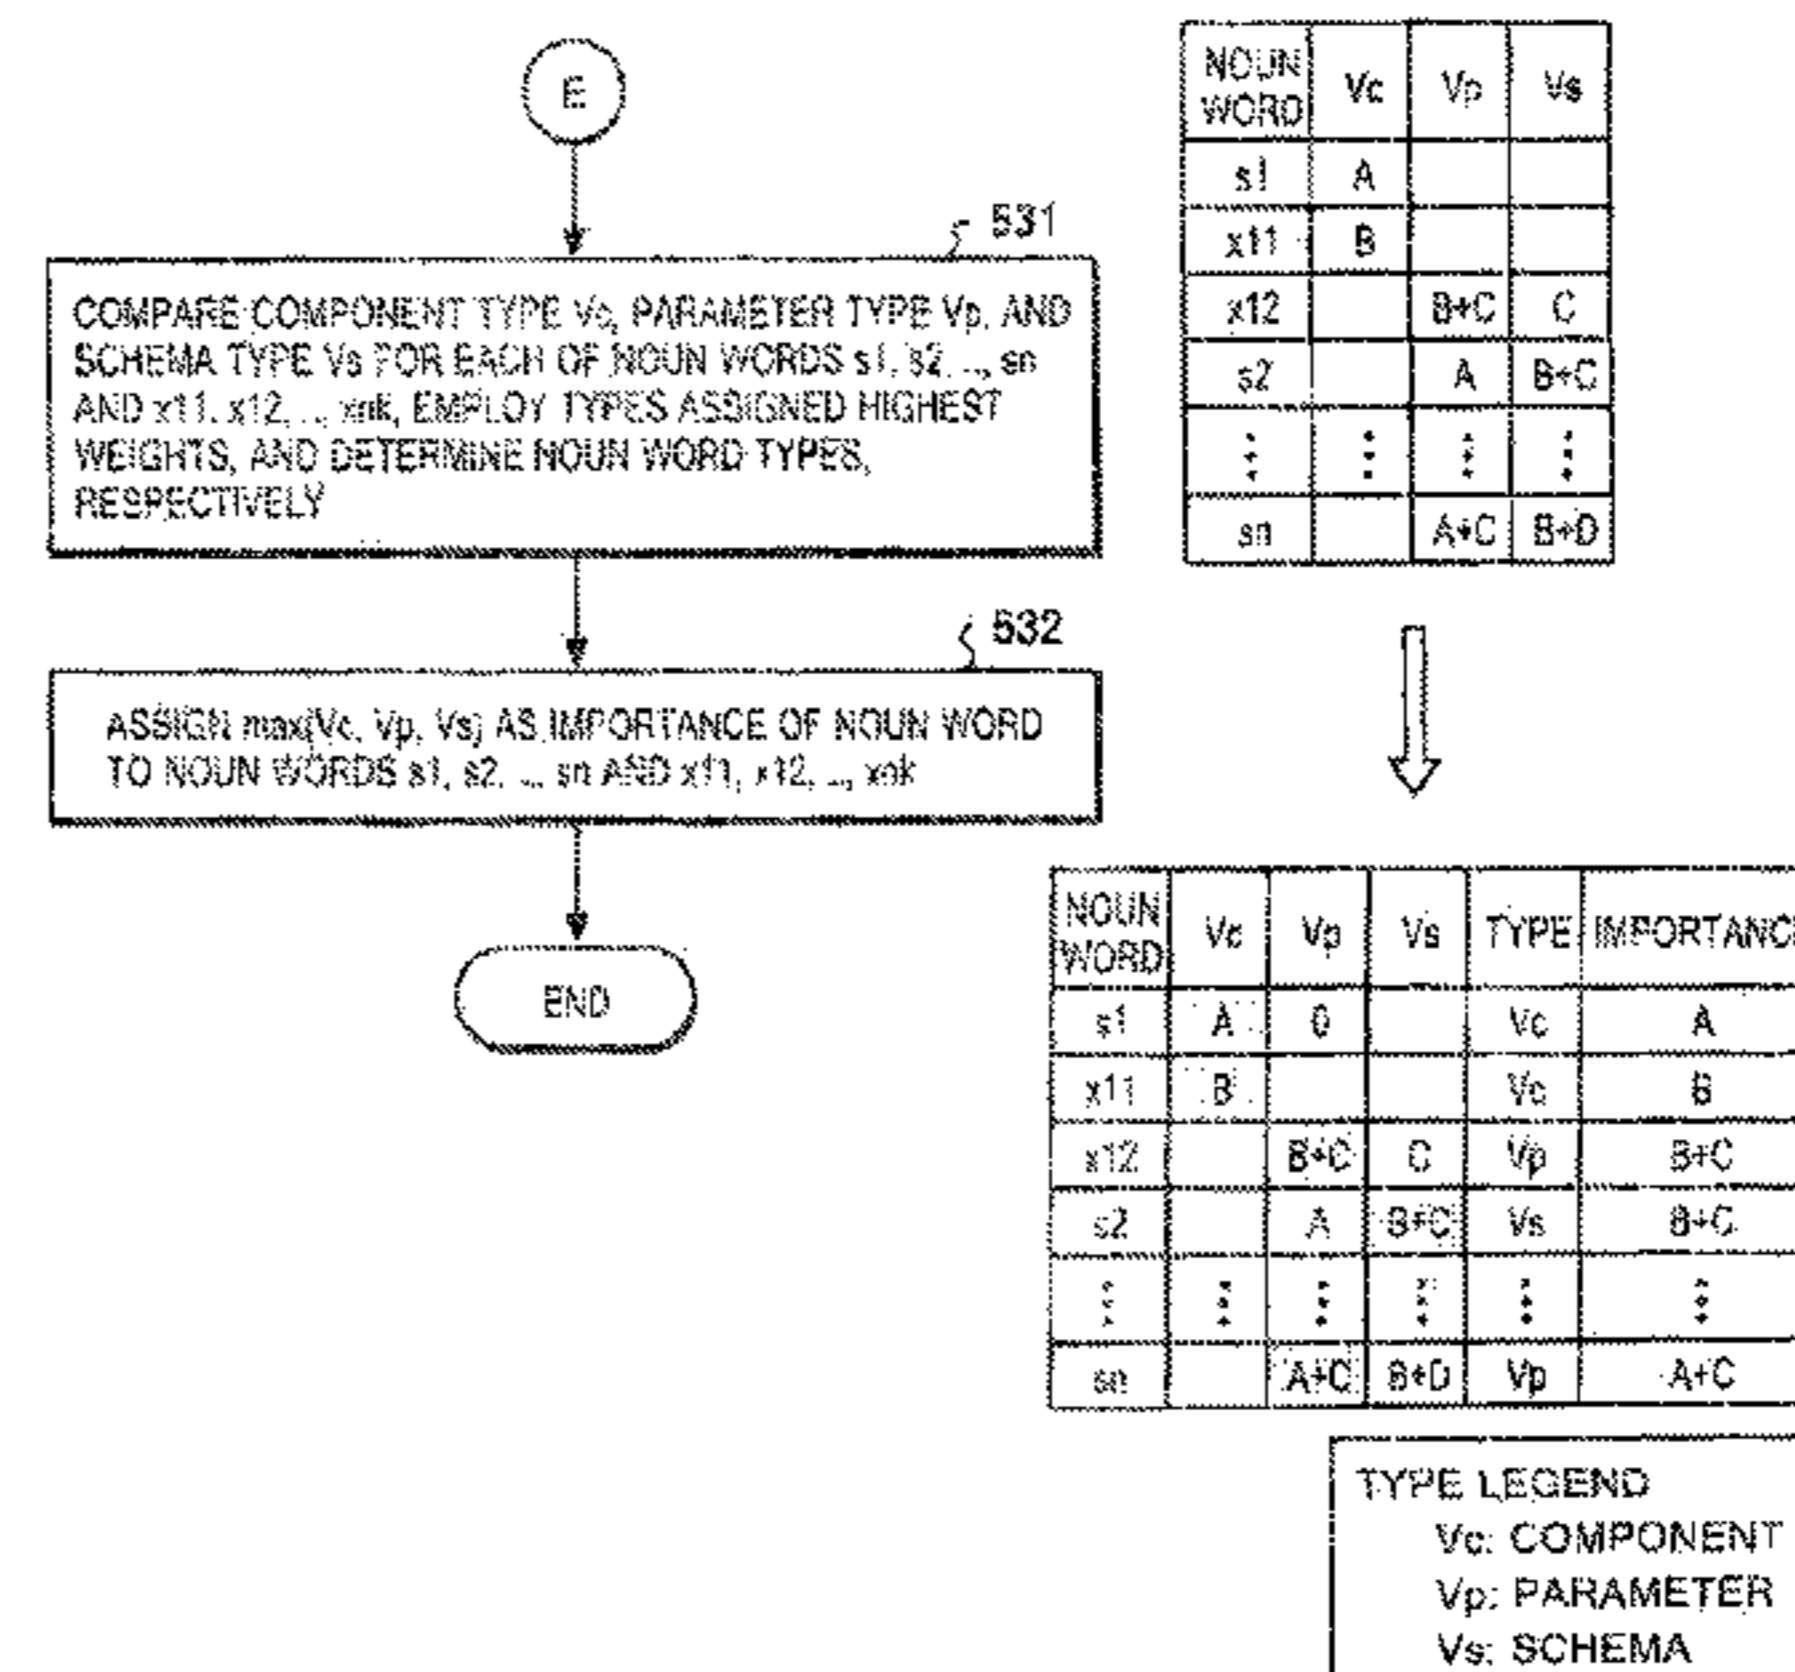 E
531
COMPARE COMPONENT TYPE Vc, PARAMETER TYPE Vp, AND
SCHEMA TYPE Vs FOR EACH OF NOUN WORDS s1, s2, .., sn
AND x11, x12, .., xnk, EMPLOY TYPES ASSIGNED HIGHEST
WEIGHTS, AND DETERMINE NOUN WORD TYPES,
RESPECTIVELY
532
ASSIGN max(Vc, Vp, Vs) AS IMPORTANCE OF NOUN WORD
TO NOUN WORDS s1, s2, .., sn AND x11, x12, .., xnk
END
NOUN WORD Vc Vp Vs
s1 A
x11 B
x12 B+C C
s2 A B+C
sn A+C B+D
NOUN WORD Vc Vp Vs TYPE IMPORTANC
s1 A 0 Vc A
x11 B Vc B
x12 B+C C Vp B+C
s2 A B+C Vs B+C
sn A+C B+D Vp A+C
TYPE LEGEND
Vc: COMPONENT
Vp: PARAMETER
Vs: SCHEMA